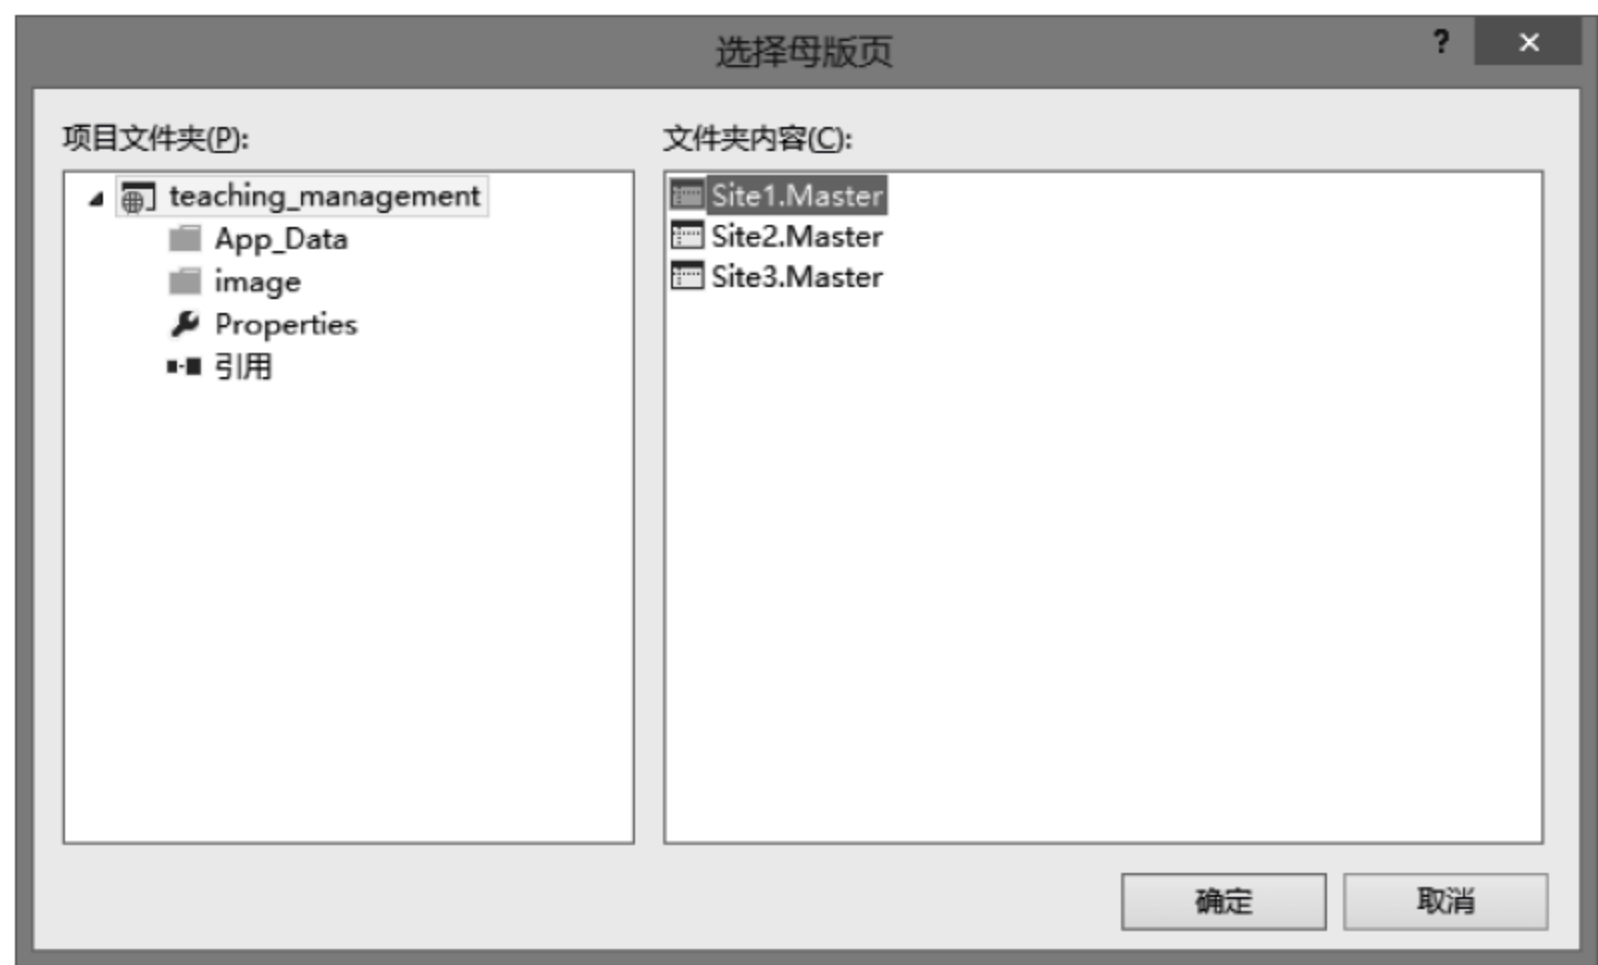 选择母版页
?
×
项目文件夹(P):
teaching_management
App_Data
image
Properties
引用
文件夹内容(C):
Site1.Master
Site2.Master
Site3.Master
确定
取消